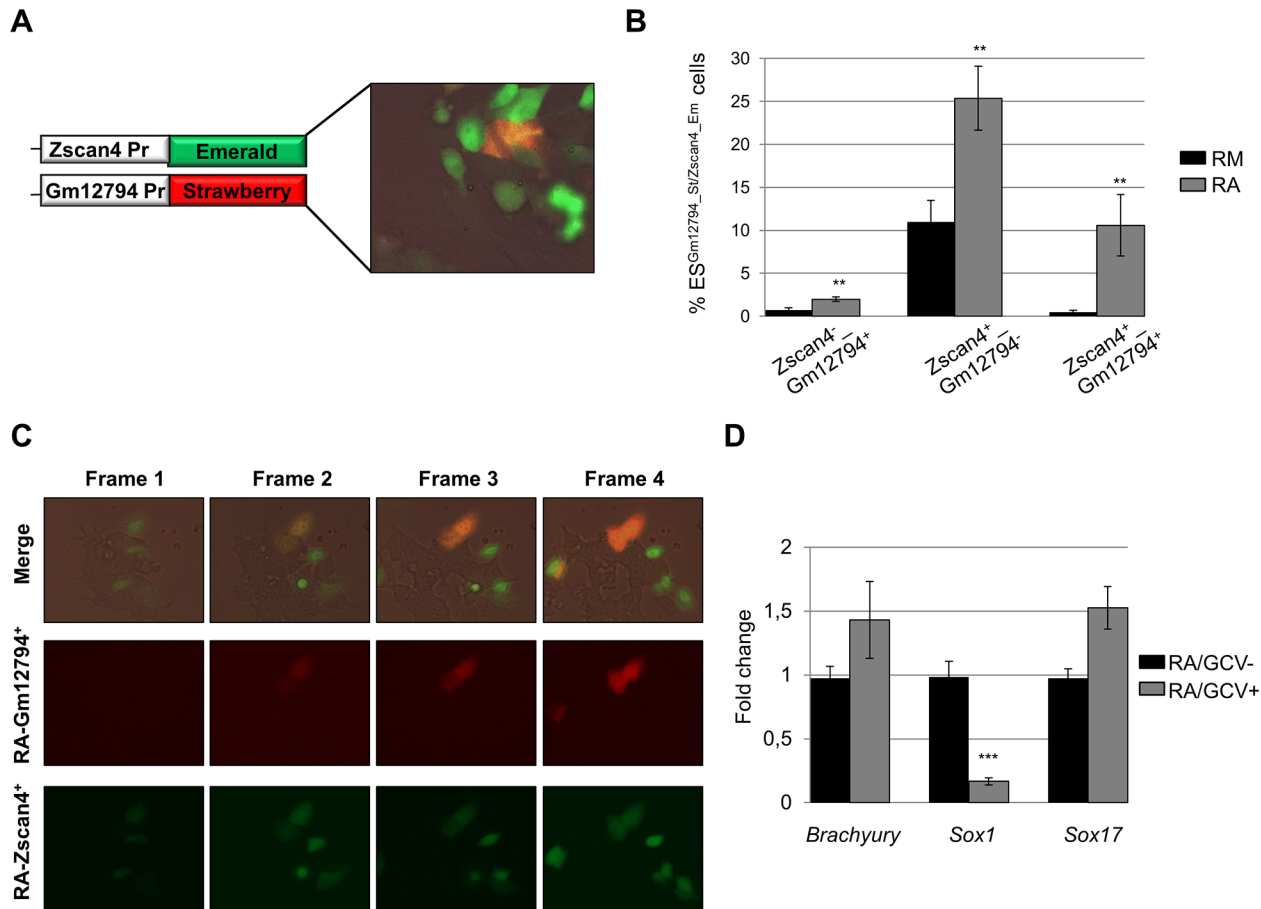 A
Zscan4 Pr Emerald
Gm12794 Pr Strawberry
B
% ES^Gm12794_St/Zscan4_Em cells
30
25
20
15
10
5
0
**
**
**
Zscan4⁻_
Gm12794⁺
Zscan4⁺_
Gm12794⁻
Zscan4⁺_
Gm12794⁺
RM
RA
C
Frame 1 Frame 2 Frame 3 Frame 4
Merge
RA-Gm12794⁺
RA-Zscan4⁺
D
Fold change
2
1,5
1
0,5
0
***
Brachyury Sox1 Sox17
RA/GCV-
RA/GCV+